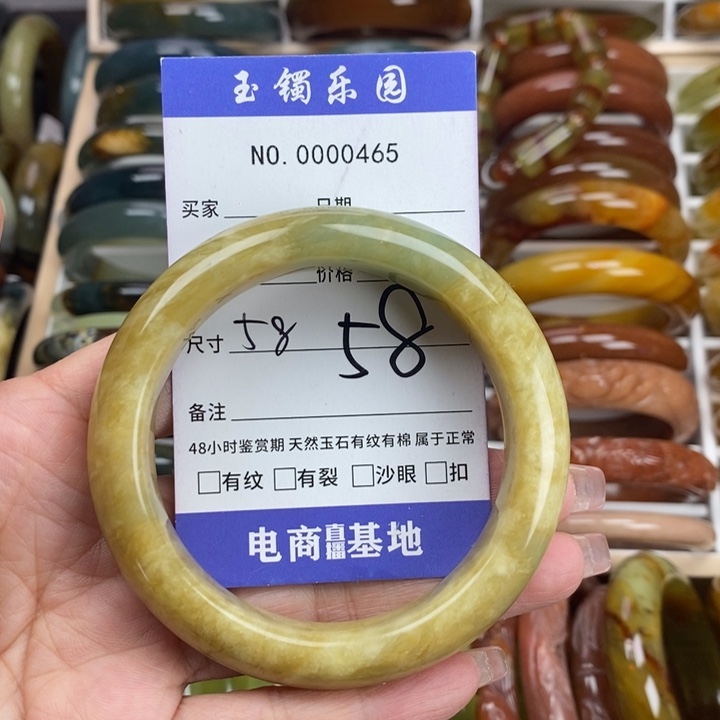 玉镯乐园
NO.0000465
买家 日期
价格
尺寸 58 58
备注
48小时鉴赏期 天然玉石有纹有棉 属于正常
□有纹 □有裂 □沙眼 □扣
电商直播基地